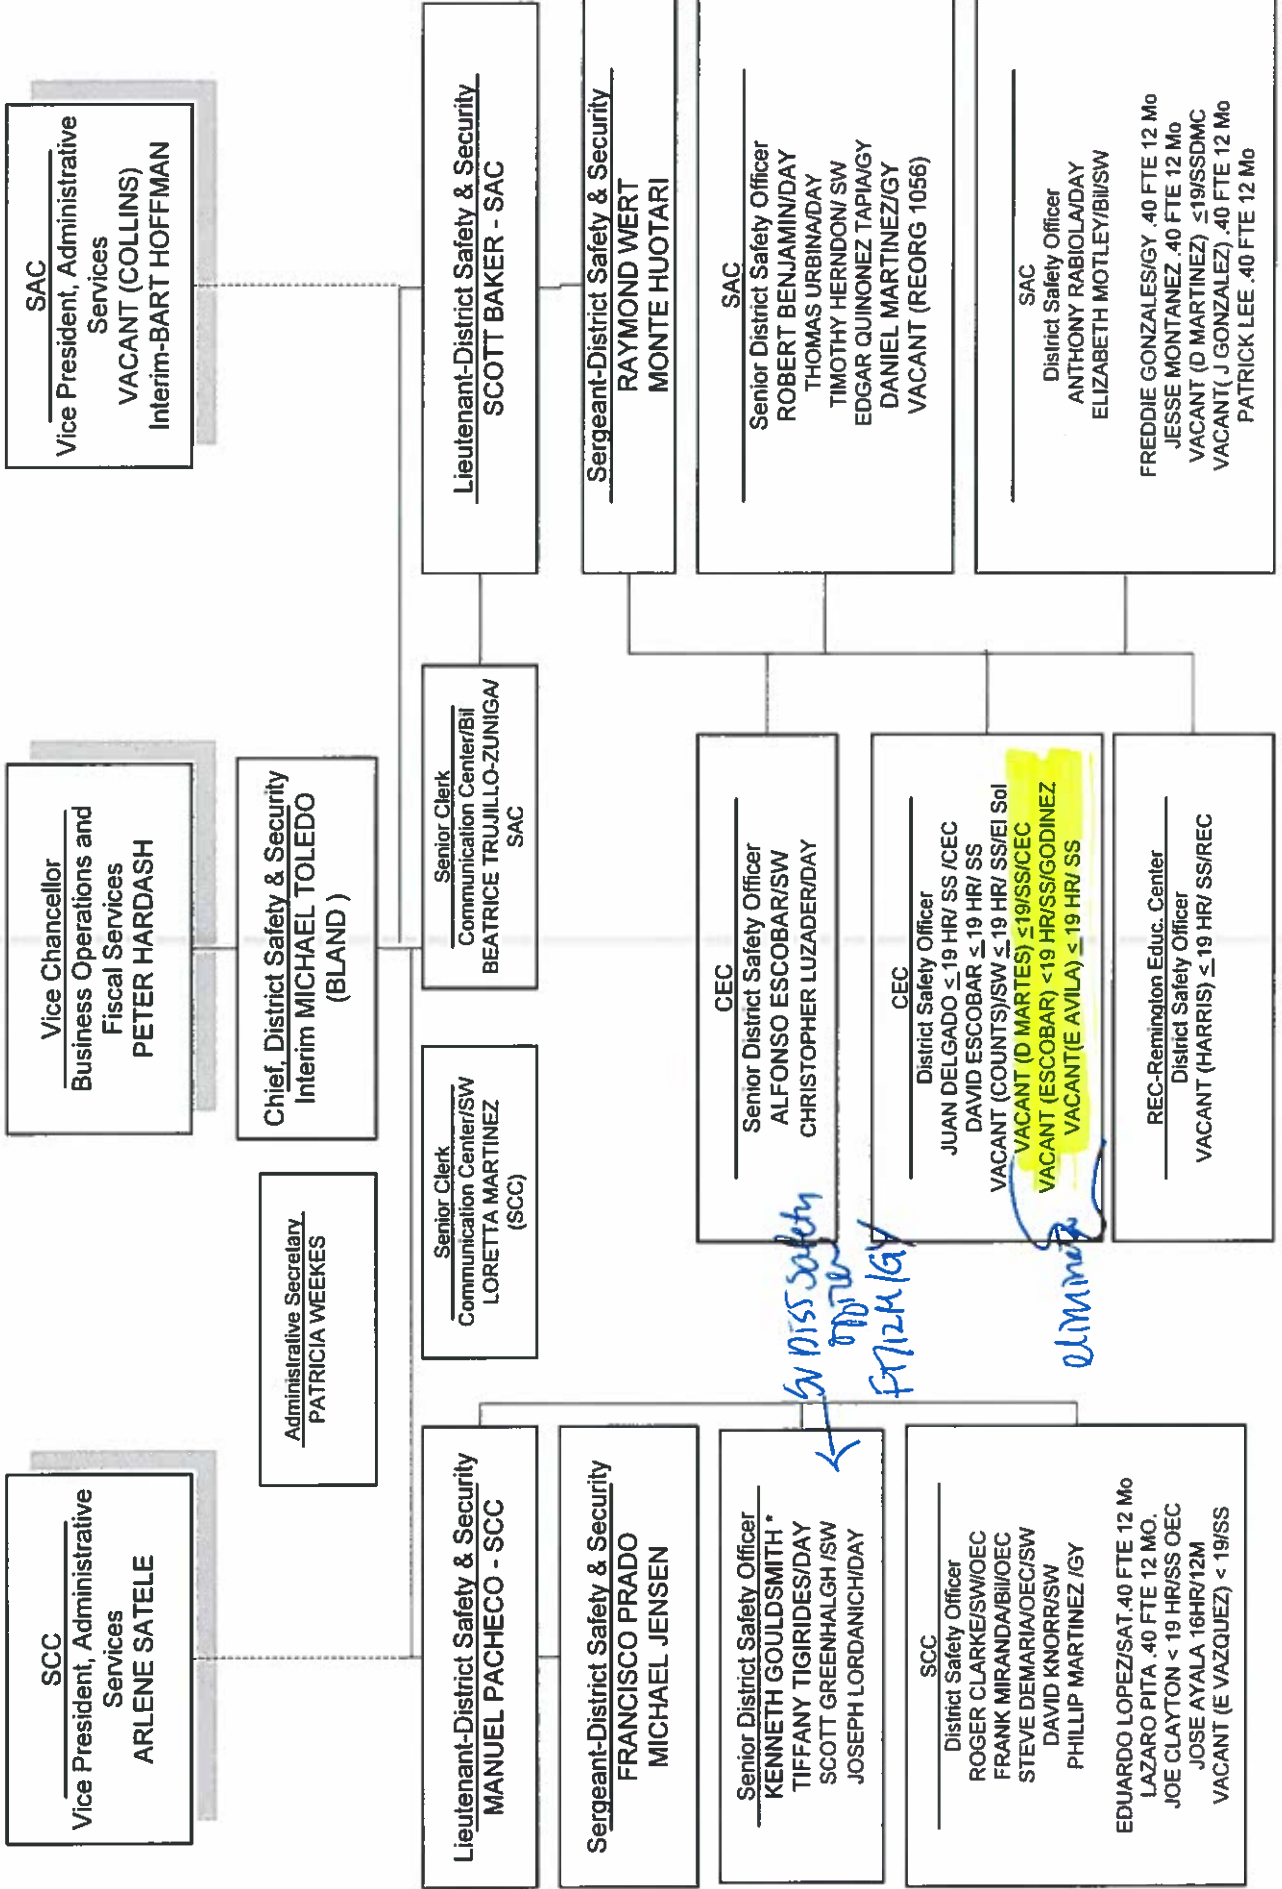 SCC
Vice President, Administrative
Services
ARLENE SATELE
Vice Chancellor
Business Operations and
Fiscal Services
PETER HARDASH
SAC
Vice President, Administrative
Services
VACANT (COLLINS)
Interim-BART HOFFMAN
Administrative Secretary
PATRICIA WEEKES
Chief, District Safety & Security
Interim MICHAEL TOLEDO
(BLAND )
Lieutenant-District Safety & Security
MANUEL PACHECO - SCC
Senior Clerk
Communication Center/SW
LORETTA MARTINEZ
(SCC)
Senior Clerk
Communication Center/Bil
BEATRICE TRUJILLO-ZUNIGA/
SAC
Lieutenant-District Safety & Security
SCOTT BAKER - SAC
Sergeant-District Safety & Security
FRANCISCO PRADO
MICHAEL JENSEN
Sergeant-District Safety & Security
RAYMOND WERT
MONTE HUOTARI
Senior District Safety Officer
KENNETH GOULDSMITH *
TIFFANY TIGIRIDES/DAY
SCOTT GREENHALGH /SW
JOSEPH LORDANICH/DAY
Safety
FT/12M/GY
CEC
Senior District Safety Officer
ALFONSO ESCOBAR/SW
CHRISTOPHER LUZADER/DAY
SAC
Senior District Safety Officer
ROBERT BENJAMIN/DAY
THOMAS URBINA/DAY
TIMOTHY HERNDON/ SW
EDGAR QUINONEZ TAPIA/GY
DANIEL MARTINEZ/GY
VACANT (REORG 1056)
SCC
District Safety Officer
ROGER CLARKE/SW/OEC
FRANK MIRANDA/Bil/OEC
STEVE DEMARIA/OEC/SW
DAVID KNORR/SW
PHILLIP MARTINEZ /GY
EDUARDO LOPEZ/SAT.40 FTE 12 Mo
LAZARO PITA .40 FTE 12 MO.
JOE CLAYTON < 19 HR/SS OEC
JOSE AYALA 16HR/12M
VACANT (E VAZQUEZ) < 19/SS
eliminate
CEC
District Safety Officer
JUAN DELGADO ≤ 19 HR/ SS /CEC
DAVID ESCOBAR ≤ 19 HR/ SS
VACANT (COUNTS)/SW ≤ 19 HR/ SS/El Sol
VACANT (D MARTES) ≤19/SS/CEC
VACANT (ESCOBAR) <19 HR/SS/GODINEZ
VACANT(E AVILA) ≤ 19 HR/ SS
REC-Remington Educ. Center
District Safety Officer
VACANT (HARRIS) ≤ 19 HR/ SS/REC
SAC
District Safety Officer
ANTHONY RABIOLA/DAY
ELIZABETH MOTLEY/Bil/SW
FREDDIE GONZALES/GY .40 FTE 12 Mo
JESSE MONTANEZ .40 FTE 12 Mo
VACANT (D MARTINEZ) ≤19/SSDMC
VACANT( J GONZALEZ) .40 FTE 12 Mo
PATRICK LEE .40 FTE 12 Mo